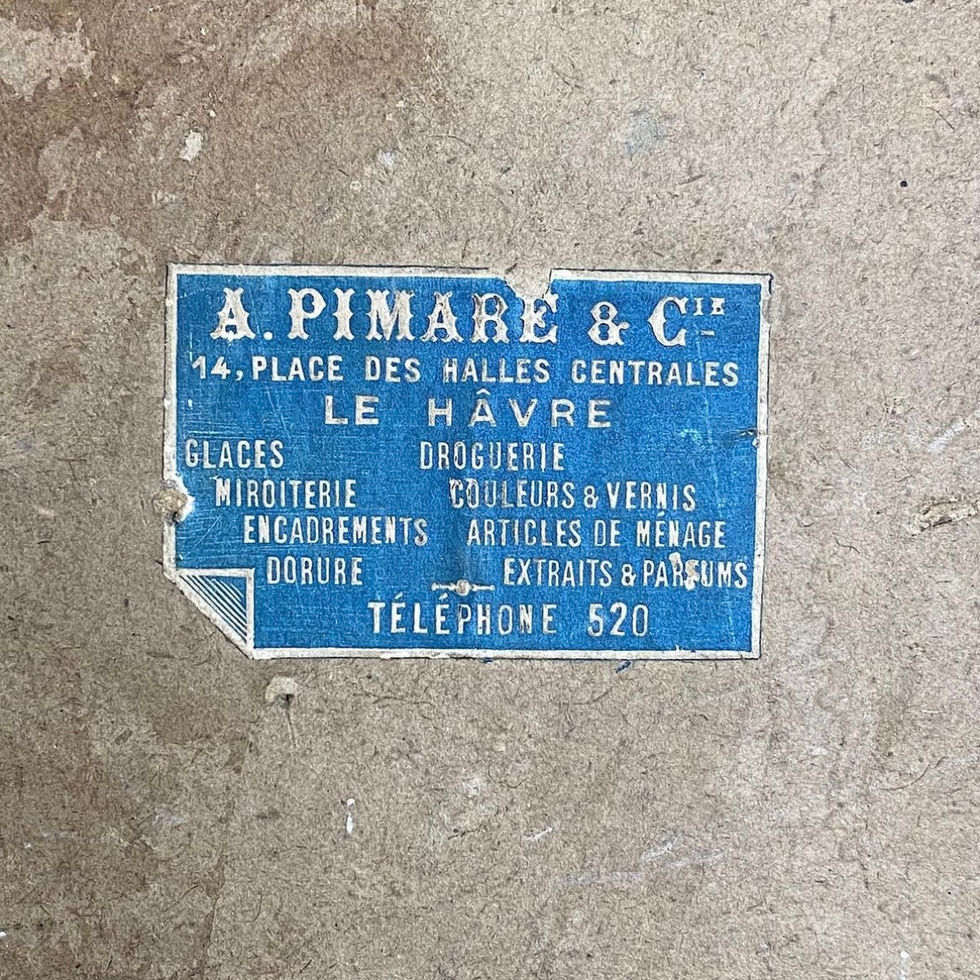 A. PIMARE & CIE
14, PLACE DES HALLES CENTRALES
LE HÂVRE
GLACES
MIROITERIE
ENCADREMENTS
DORURE
DROGUERIE
COULEURS & VERNIS
ARTICLES DE MÉNAGE
EXTRAITS & PARFUMS
TÉLÉPHONE 520